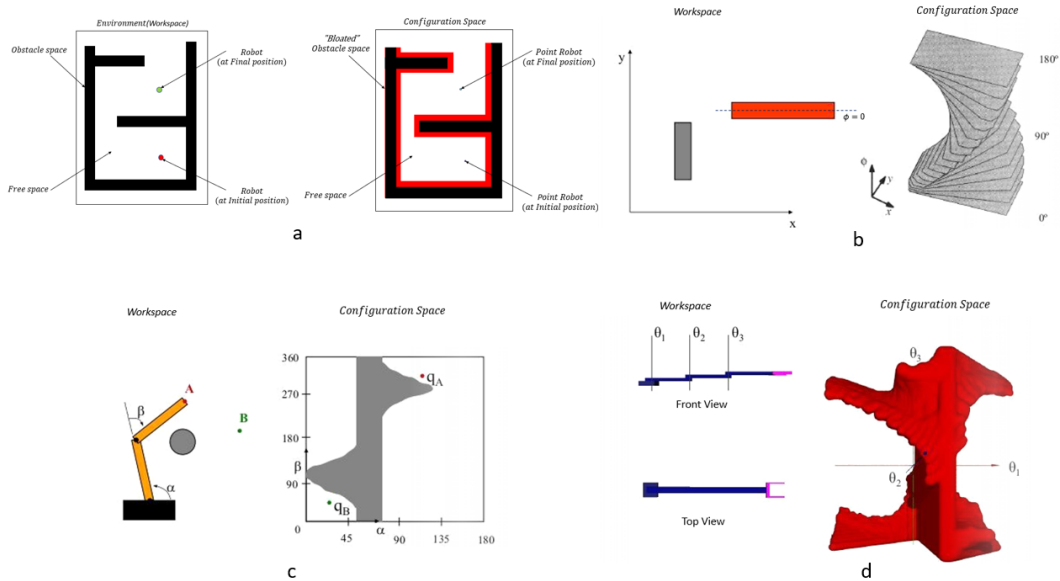 Environment(Workspace)
Obstacle space
Robot
(at Final position)
Free space
Robot
(at Initial position)
Configuration Space
"Bloated"
Obstacle space
Point Robot
(at Final position)
Free space
Point Robot
(at Initial position)
a
Workspace
y
ϕ = 0
x
Configuration Space
180°
90°
0°
ϕ
y
x
b
Workspace
A
β
B
α
Configuration Space
360
270
180
β
90
0
qA
qB
45
α
90
135
180
c
Workspace
θ1
θ2
θ3
Front View
Top View
Configuration Space
θ3
θ1
θ2
d